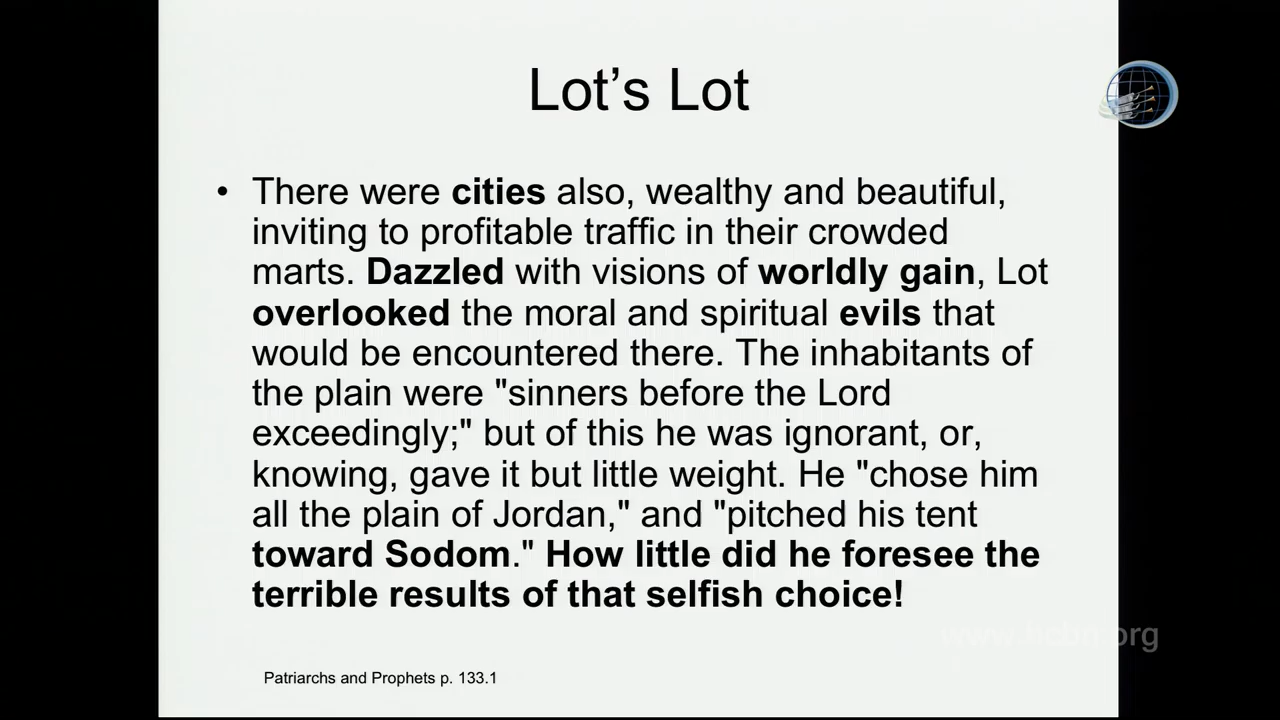 Lot’s Lot
• There were cities also, wealthy and beautiful,
inviting to profitable traffic in their crowded
marts. Dazzled with visions of worldly gain, Lot
overlooked the moral and spiritual evils that
would be encountered there. The inhabitants of
the plain were "sinners before the Lord
exceedingly;" but of this he was ignorant, or,
knowing, gave it but little weight. He "chose him
all the plain of Jordan," and "pitched his tent
toward Sodom." How little did he foresee the
terrible results of that selfish choice!
Patriarchs and Prophets p. 133.1